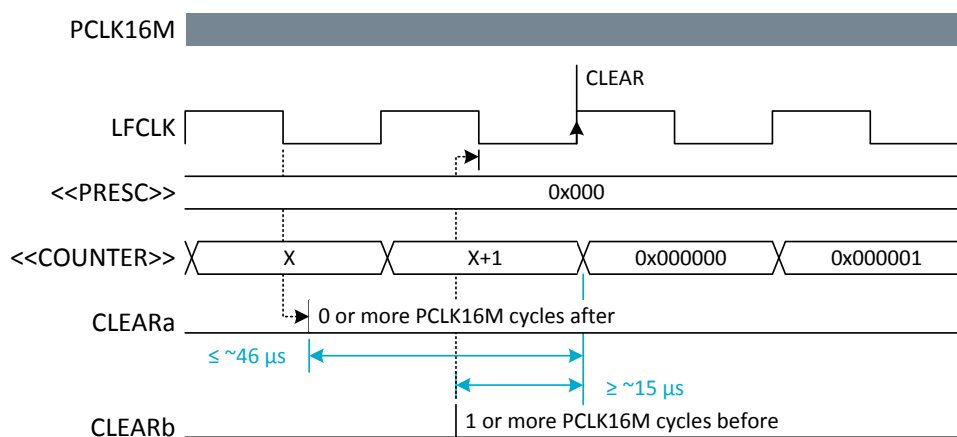 PCLK16M
CLEAR
LFCLK
<<PRESC>>
0x000
<<COUNTER>>
X
X+1
0x000000
0x000001
CLEARa
0 or more PCLK16M cycles after
≤ ~46 µs
≥ ~15 µs
CLEARb
1 or more PCLK16M cycles before